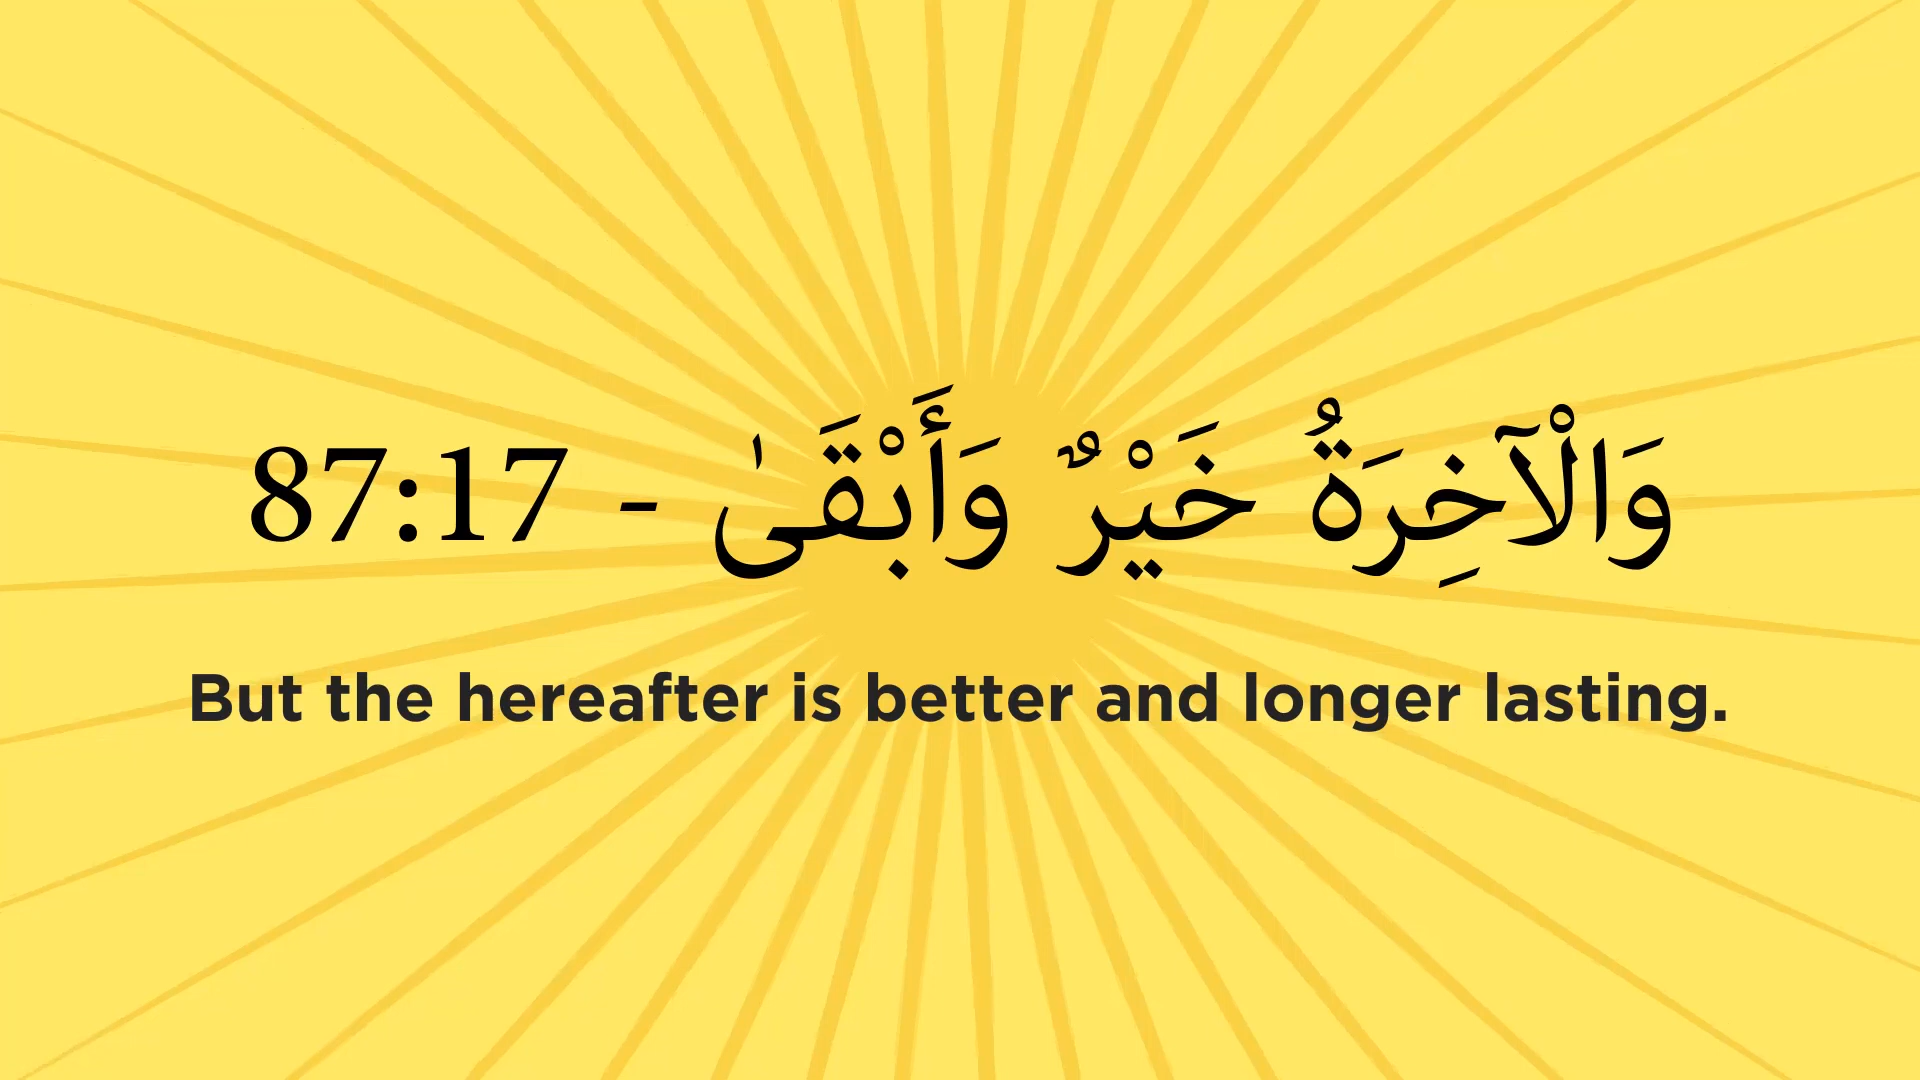 وَالْآخِرَةُ خَيْرٌ وَأَبْقَىٰ - 87:17
But the hereafter is better and longer lasting.